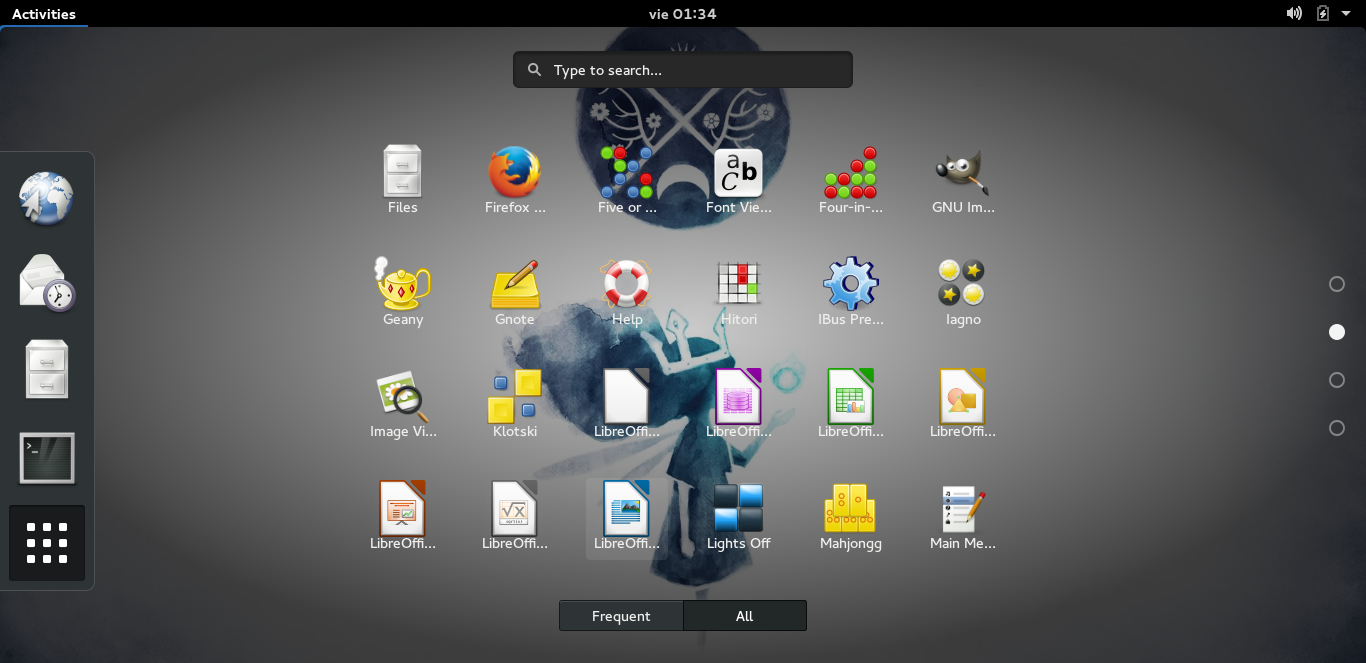 Activities
vie 01:34
Type to search...
Files
Firefox ...
Five or ...
Font Vie...
Four-in-...
GNU Im...
Geany
Gnote
Help
Hitori
IBus Pre...
Iagno
Image Vi...
Klotski
LibreOffi...
LibreOffi...
LibreOffi...
LibreOffi...
LibreOffi...
LibreOffi...
LibreOffi...
Lights Off
Mahjongg
Main Me...
Frequent
All